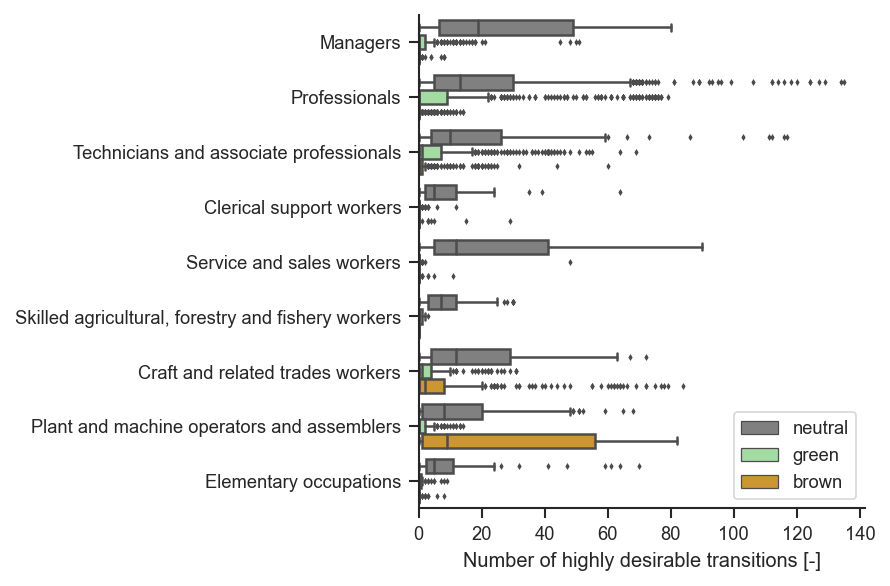 Managers
Professionals
Technicians and associate professionals
Clerical support workers
Service and sales workers
Skilled agricultural, forestry and fishery workers
Craft and related trades workers
Plant and machine operators and assemblers
Elementary occupations
neutral
green
brown
0 20 40 60 80 100 120 140
Number of highly desirable transitions [-]